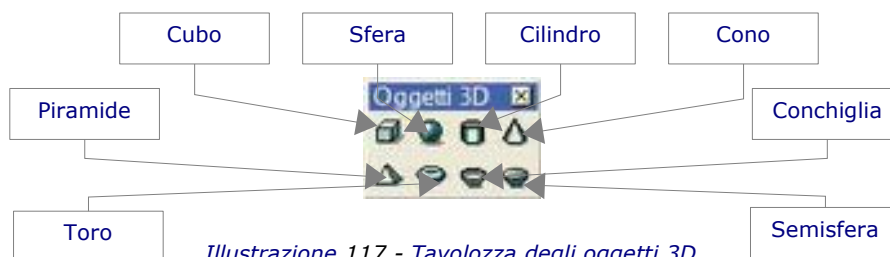 Cubo
Sfera
Cilindro
Cono
Oggetti 3D
Piramide
Conchiglia
Toro
Semisfera
Illustrazione 117 - Tavolozza degli oggetti 3D